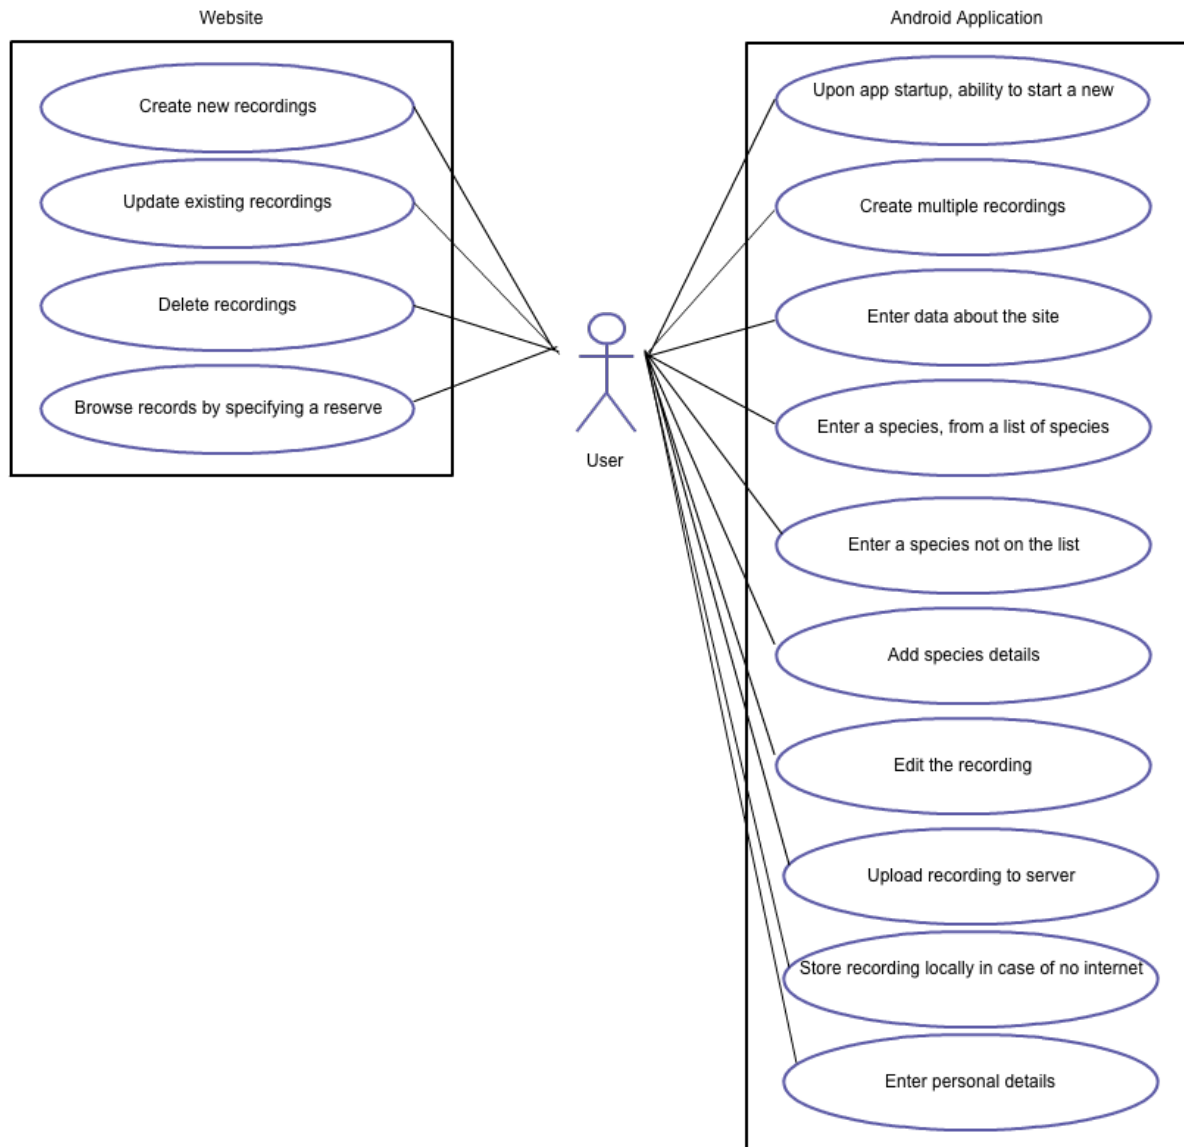 Website
Create new recordings
Update existing recordings
Delete recordings
Browse records by specifying a reserve
User
Android Application
Upon app startup, ability to start a new
Create multiple recordings
Enter data about the site
Enter a species, from a list of species
Enter a species not on the list
Add species details
Edit the recording
Upload recording to server
Store recording locally in case of no internet
Enter personal details